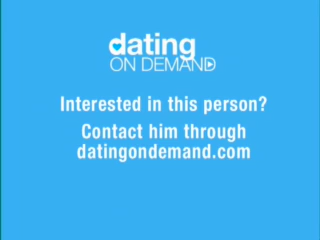 dating
ON DEMAND
Interested in this person?
Contact him through
datingondemand.com